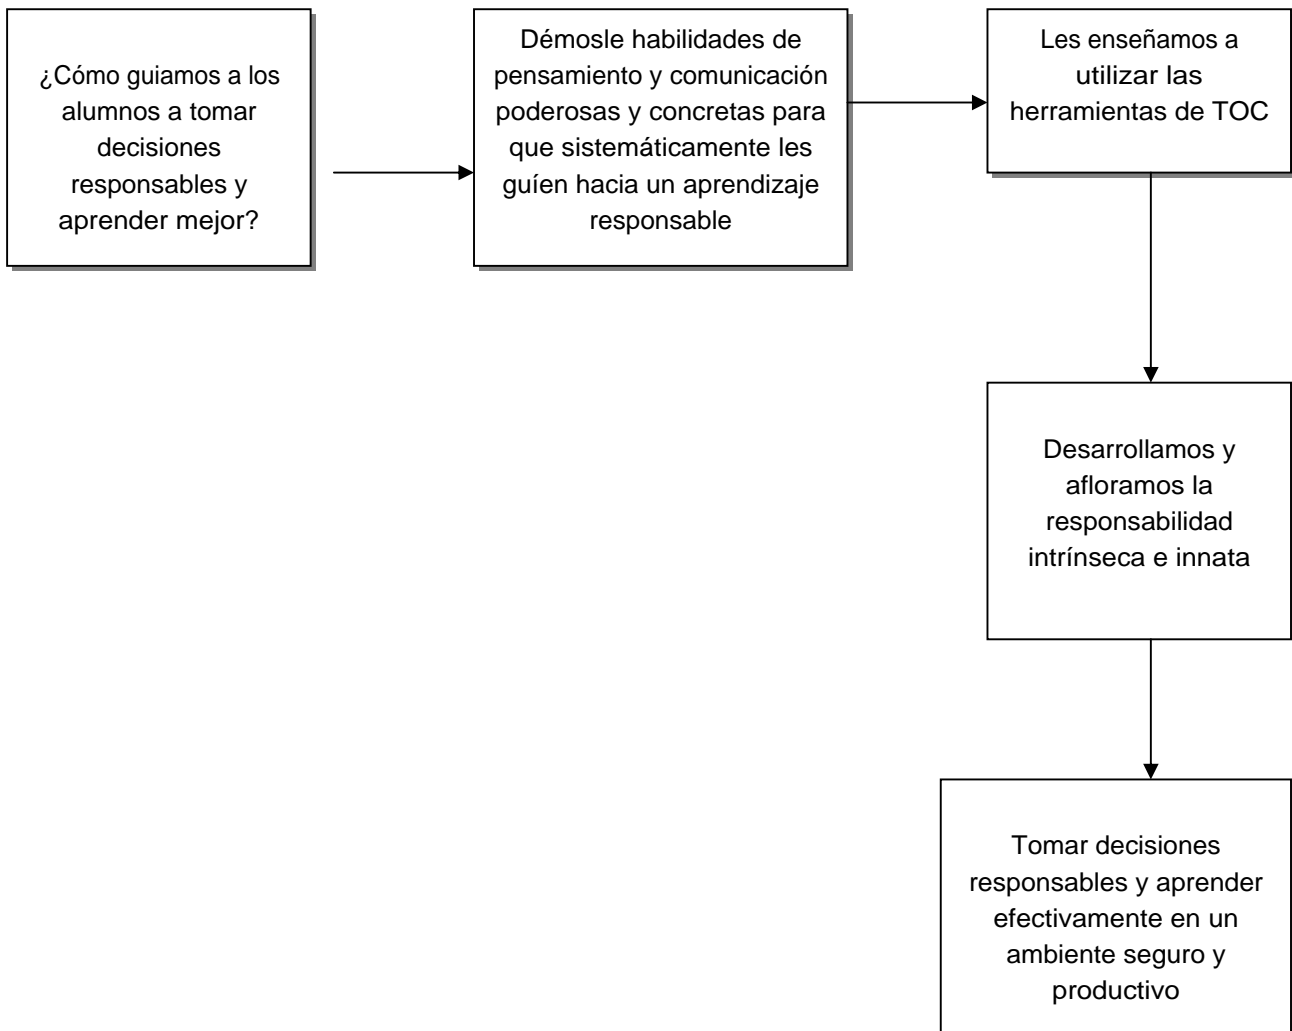 ¿Cómo guiamos a los
alumnos a tomar
decisiones
responsables y
aprender mejor?
Démosle habilidades de
pensamiento y comunicación
poderosas y concretas para
que sistemáticamente les
guíen hacia un aprendizaje
responsable
Les enseñamos a
utilizar las
herramientas de TOC
Desarrollamos y
afloramos la
responsabilidad
intrínseca e innata
Tomar decisiones
responsables y aprender
efectivamente en un
ambiente seguro y
productivo